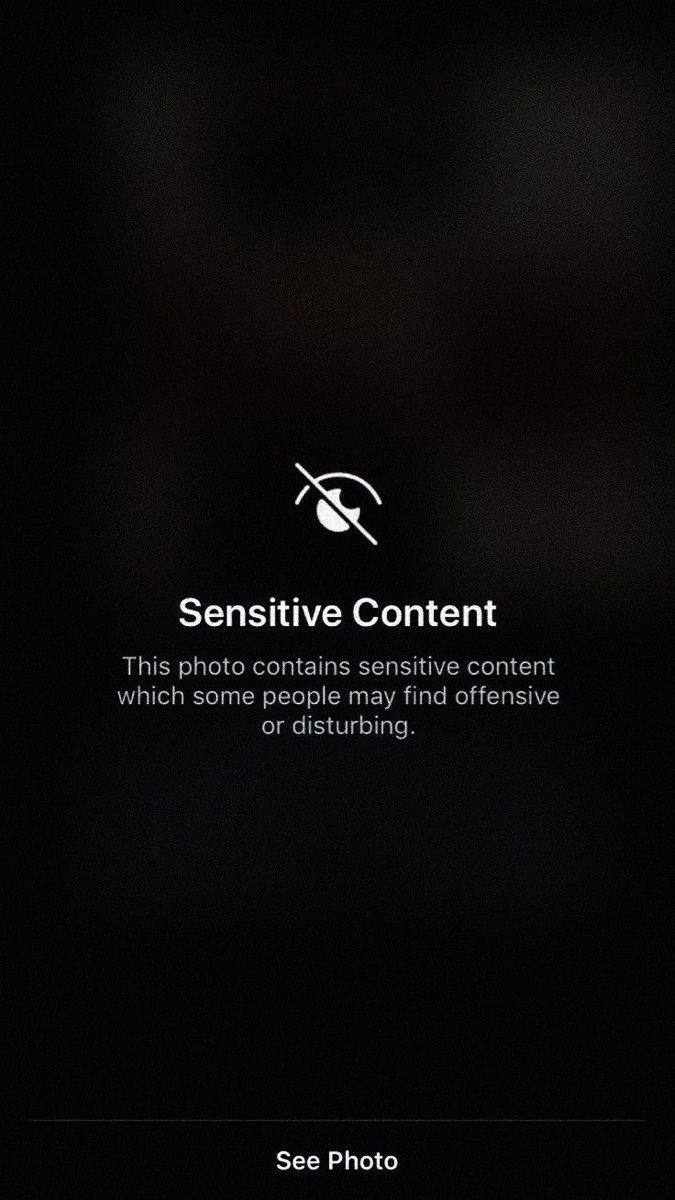 Sensitive Content
This photo contains sensitive content
which some people may find offensive
or disturbing.
See Photo